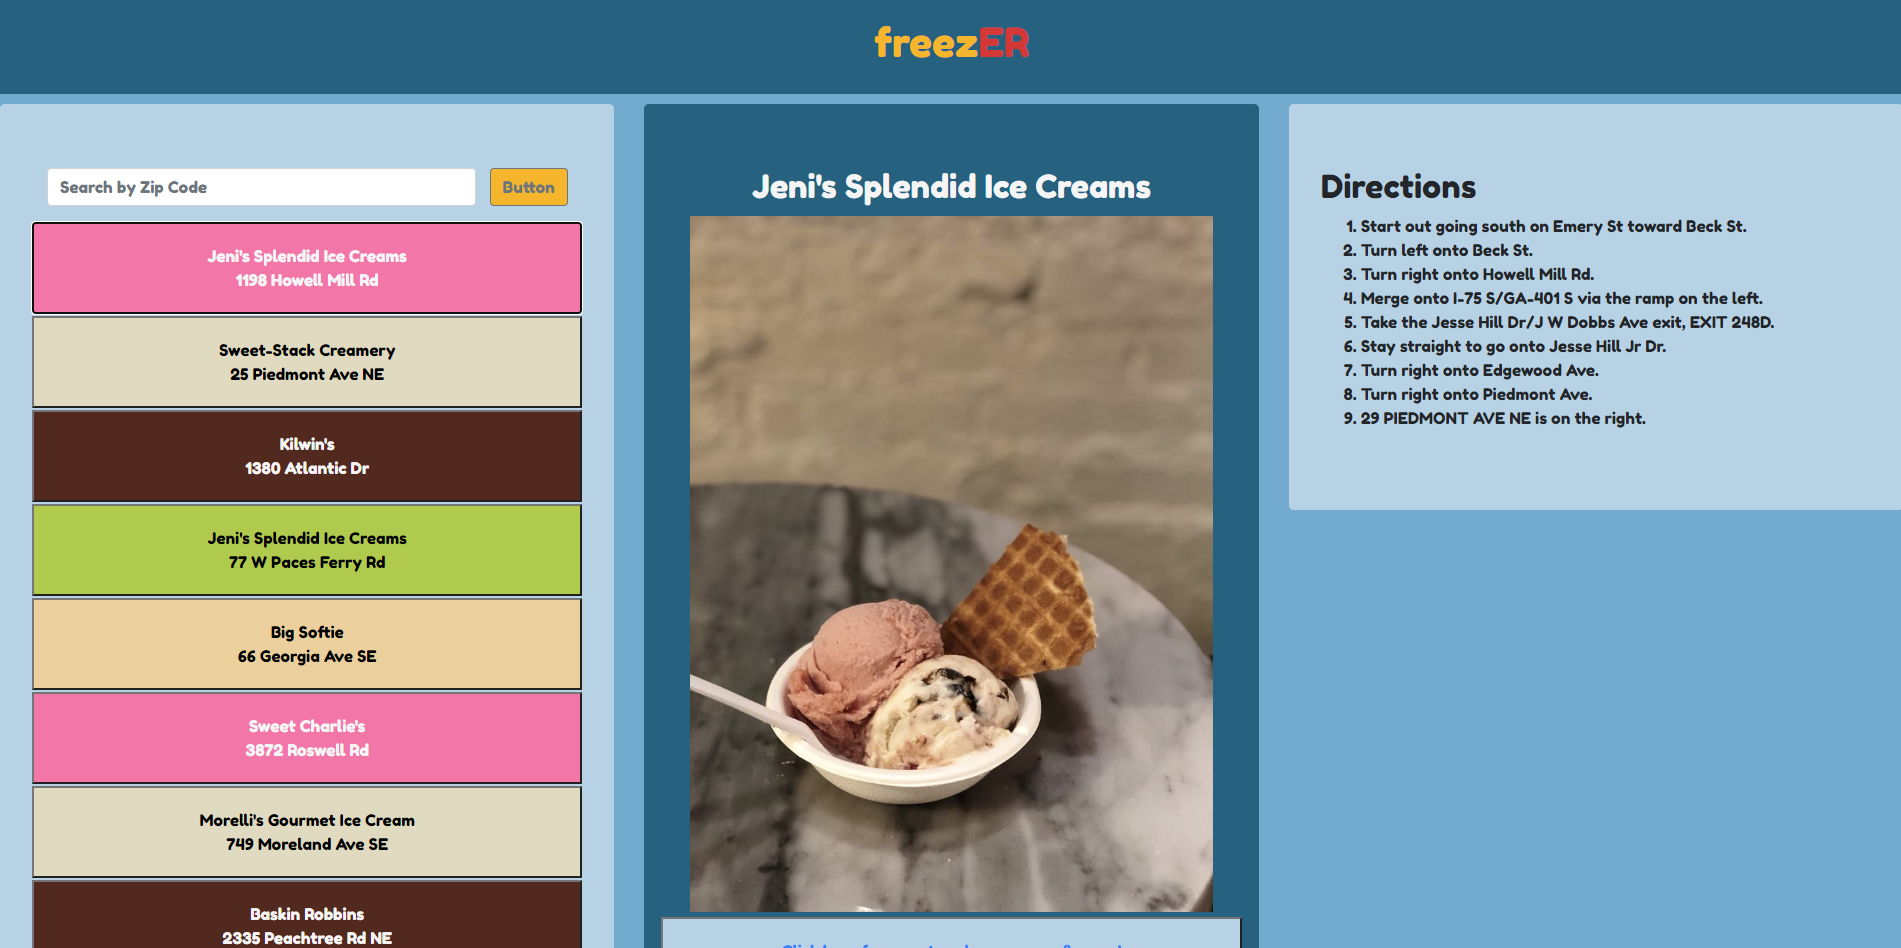 freezER
Search by Zip Code
Button
Jeni's Splendid Ice Creams
1198 Howell Mill Rd
Sweet-Stack Creamery
25 Piedmont Ave NE
Kilwin's
1380 Atlantic Dr
Jeni's Splendid Ice Creams
77 W Paces Ferry Rd
Big Softie
66 Georgia Ave SE
Sweet Charlie's
3872 Roswell Rd
Morelli's Gourmet Ice Cream
749 Moreland Ave SE
Baskin Robbins
2335 Peachtree Rd NE
Jeni's Splendid Ice Creams
Directions
1. Start out going south on Emery St toward Beck St.
2. Turn left onto Beck St.
3. Turn right onto Howell Mill Rd.
4. Merge onto I-75 S/GA-401 S via the ramp on the left.
5. Take the Jesse Hill Dr/J W Dobbs Ave exit, EXIT 248D.
6. Stay straight to go onto Jesse Hill Jr Dr.
7. Turn right onto Edgewood Ave.
8. Turn right onto Piedmont Ave.
9. 29 PIEDMONT AVE NE is on the right.